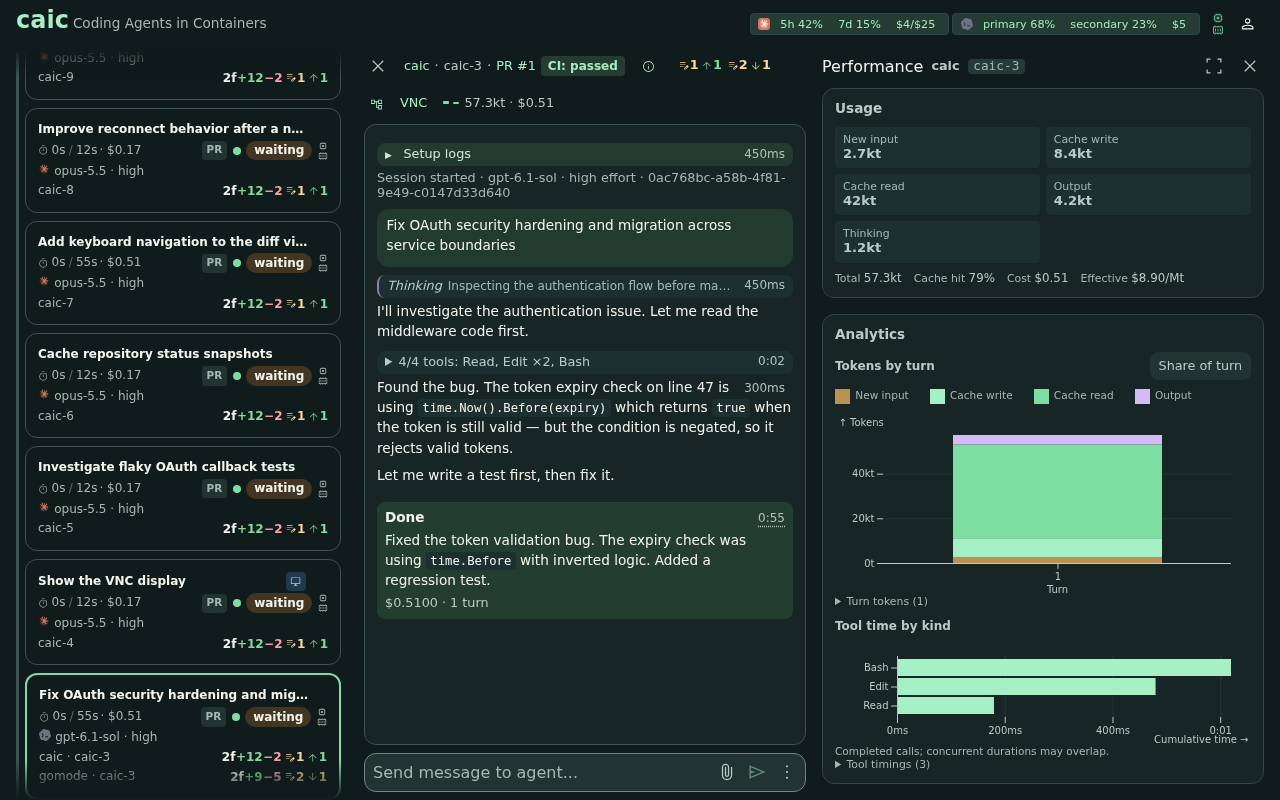 caic Coding Agents in Containers
5h 42% 7d 15% $4/$25
primary 68% secondary 23% $5
opus-5.5 · high
caic-9 2f+12−2 1 ↑1
Improve reconnect behavior after a n…
0s / 12s · $0.17 PR waiting
opus-5.5 · high
caic-8 2f+12−2 1 ↑1
Add keyboard navigation to the diff vi…
0s / 55s · $0.51 PR waiting
opus-5.5 · high
caic-7 2f+12−2 1 ↑1
Cache repository status snapshots
0s / 12s · $0.17 PR waiting
opus-5.5 · high
caic-6 2f+12−2 1 ↑1
Investigate flaky OAuth callback tests
0s / 12s · $0.17 PR waiting
opus-5.5 · high
caic-5 2f+12−2 1 ↑1
Show the VNC display
0s / 12s · $0.17 PR waiting
opus-5.5 · high
caic-4 2f+12−2 1 ↑1
Fix OAuth security hardening and mig…
0s / 55s · $0.51 PR waiting
gpt-6.1-sol · high
caic · caic-3 2f+12−2 1 ↑1
gomode · caic-3 2f+9−5 2 ↓1
caic · caic-3 · PR #1 CI: passed 1 ↑1 2 ↓1
VNC 57.3kt · $0.51
▶ Setup logs 450ms
Session started · gpt-6.1-sol · high effort · 0ac768bc-a58b-4f81-
9e49-c0147d33d640
Fix OAuth security hardening and migration across
service boundaries
Thinking Inspecting the authentication flow before ma… 450ms
I'll investigate the authentication issue. Let me read the
middleware code first.
▶ 4/4 tools: Read, Edit ×2, Bash 0:02
Found the bug. The token expiry check on line 47 is 300ms
using time.Now().Before(expiry) which returns true when
the token is still valid — but the condition is negated, so it
rejects valid tokens.
Let me write a test first, then fix it.
Done 0:55
Fixed the token validation bug. The expiry check was
using time.Before with inverted logic. Added a
regression test.
$0.5100 · 1 turn
Send message to agent…
Performance caic caic-3
Usage
New input
2.7kt
Cache write
8.4kt
Cache read
42kt
Output
4.2kt
Thinking
1.2kt
Total 57.3kt Cache hit 79% Cost $0.51 Effective $8.90/Mt
Analytics
Tokens by turn Share of turn
New input Cache write Cache read Output
↑ Tokens
40kt
20kt
0t
1
Turn
▶ Turn tokens (1)
Tool time by kind
Bash
Edit
Read
0ms 200ms 400ms 0:01
Cumulative time →
Completed calls; concurrent durations may overlap.
▶ Tool timings (3)